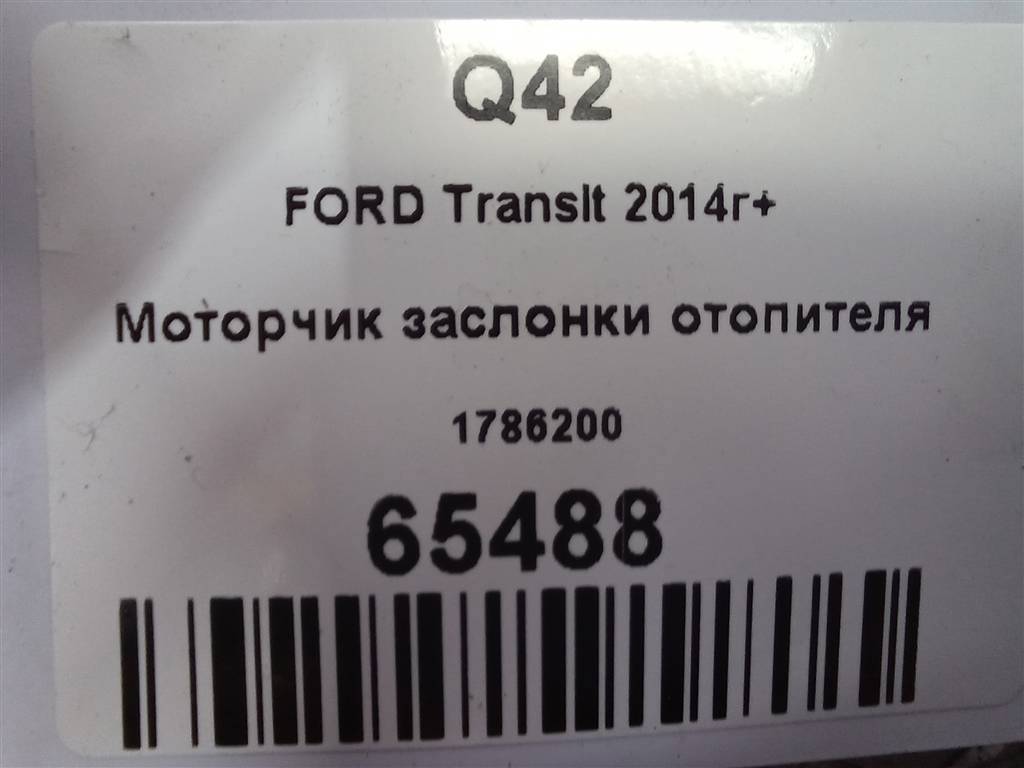 Q42
FORD Transit 2014г+
Моторчик заслонки отопителя
1786200
65488